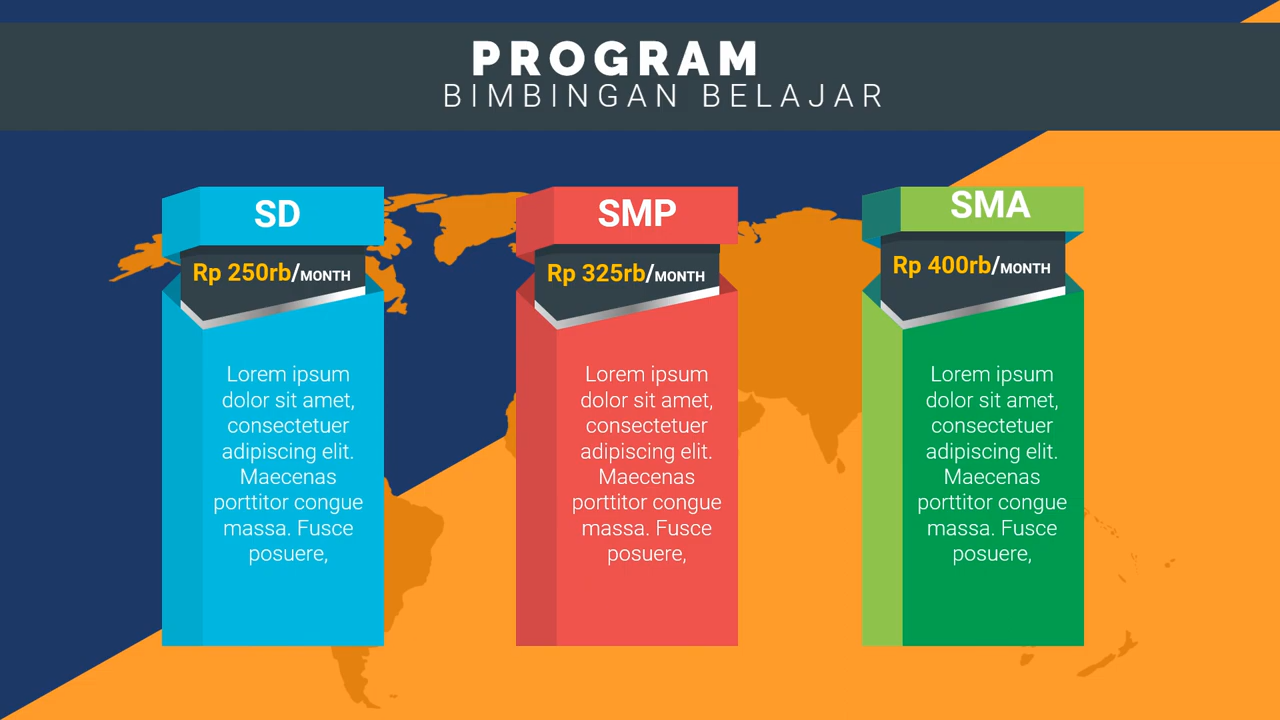 PROGRAM
BIMBINGAN BELAJAR
SD
Rp 250rb/MONTH
Lorem ipsum
dolor sit amet,
consectetuer
adipiscing elit.
Maecenas
porttitor congue
massa. Fusce
posuere,
SMP
Rp 325rb/MONTH
Lorem ipsum
dolor sit amet,
consectetuer
adipiscing elit.
Maecenas
porttitor congue
massa. Fusce
posuere,
SMA
Rp 400rb/MONTH
Lorem ipsum
dolor sit amet,
consectetuer
adipiscing elit.
Maecenas
porttitor congue
massa. Fusce
posuere,